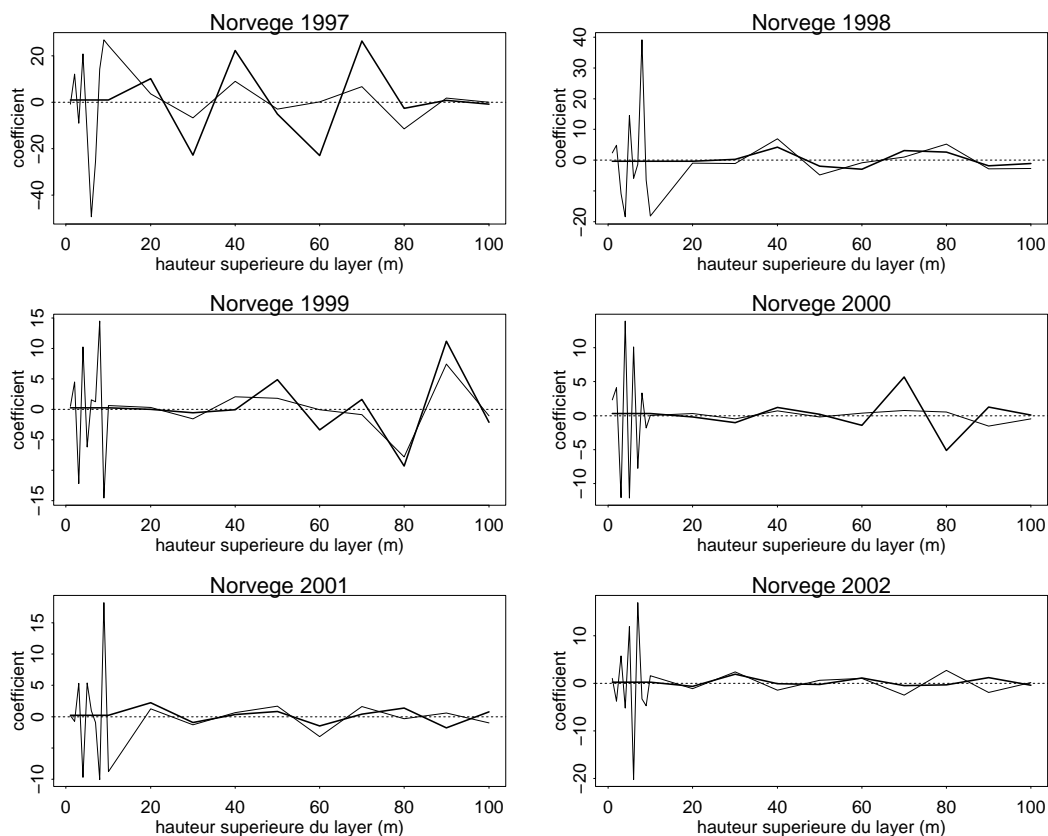 Norvege 1997
coefficient
20
0
−20
−40
0 20 40 60 80 100
hauteur superieure du layer (m)
Norvege 1998
coefficient
40
30
20
10
0
−20
0 20 40 60 80 100
hauteur superieure du layer (m)
Norvege 1999
coefficient
15
10
5
0
−5
−15
0 20 40 60 80 100
hauteur superieure du layer (m)
Norvege 2000
coefficient
10
5
0
−5
−10
0 20 40 60 80 100
hauteur superieure du layer (m)
Norvege 2001
coefficient
15
10
5
0
−10
0 20 40 60 80 100
hauteur superieure du layer (m)
Norvege 2002
coefficient
10
0
−10
−20
0 20 40 60 80 100
hauteur superieure du layer (m)